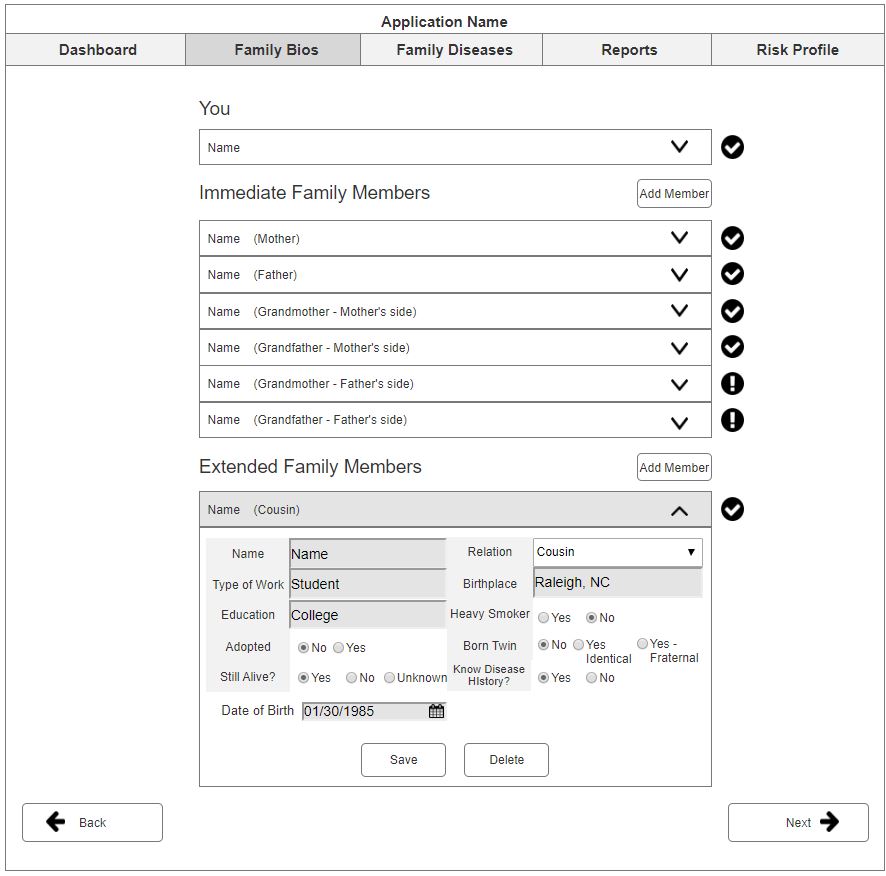 Application Name
Dashboard Family Bios Family Diseases Reports Risk Profile
You
Name
Immediate Family Members Add Member
Name (Mother)
Name (Father)
Name (Grandmother - Mother's side)
Name (Grandfather - Mother's side)
Name (Grandmother - Father's side)
Name (Grandfather - Father's side)
Extended Family Members Add Member
Name (Cousin)
Name Name Relation Cousin
Type of Work Student Birthplace Raleigh, NC
Education College Heavy Smoker Yes No
Adopted No Yes Born Twin No Yes Identical Yes - Fraternal
Still Alive? Yes No Unknown Know Disease HIstory? Yes No
Date of Birth 01/30/1985
Save Delete
Back Next